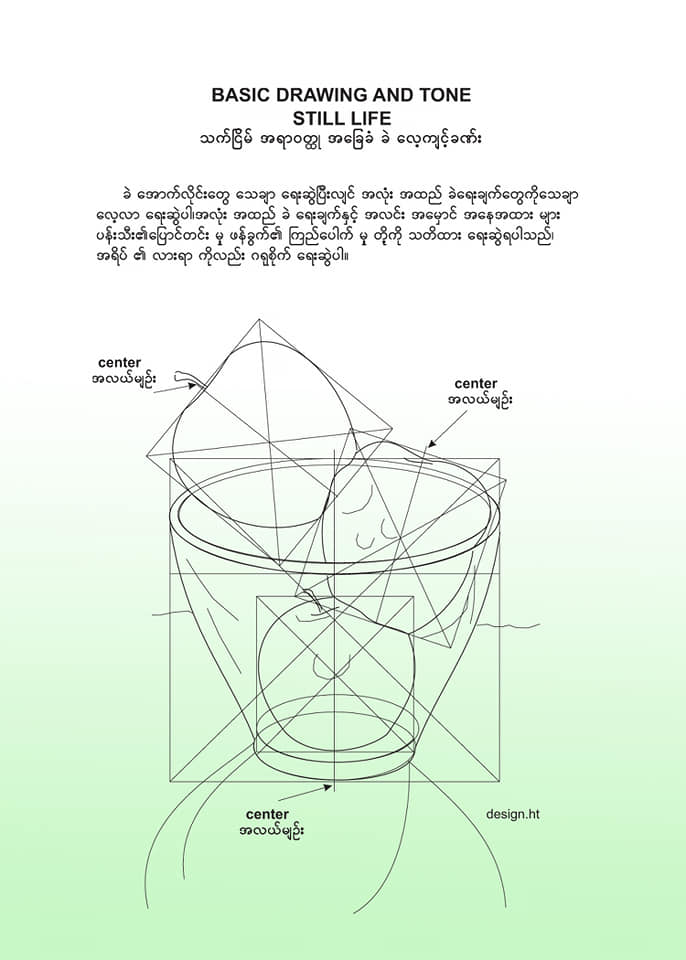 BASIC DRAWING AND TONE
STILL LIFE
သက်ငြိမ် အရာဝတ္ထု အခြေခံ ခဲ လေ့ကျင့်ခဏ်း
ခဲ အောက်လိုင်းတွေ သေချာ ရေးဆွဲပြီးလျင် အလုံး အထည် ခဲရေးချက်တွေကိုသေချာ
လေ့လာ ရေးဆွဲပါ၊အလုံး အထည် ခဲ ရေးချက်နှင့် အလင်း အမှောင် အနေအထား များ
ပန်းသီး၏ပြောင်တင်း မှု ဖန်ခွက်၏ ကြည်ပေါက် မှု တို့ကို သတိထား ရေးဆွဲရပါသည်၊
အရိပ် ၏ လားရာ ကိုလည်း ဂရုစိုက် ရေးဆွဲပါ။
center
အလယ်မျဉ်း
center
အလယ်မျဉ်း
center
အလယ်မျဉ်း
design.ht